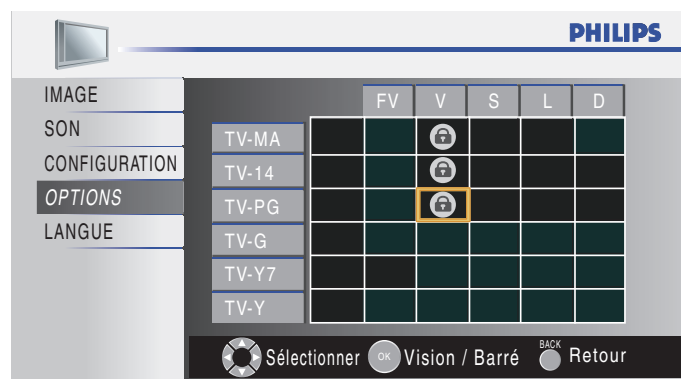 PHILIPS
IMAGE
SON
CONFIGURATION
OPTIONS
LANGUE
FV V S L D
TV-MA
TV-14
TV-PG
TV-G
TV-Y7
TV-Y
Sélectionner OK Vision / Barré BACK Retour